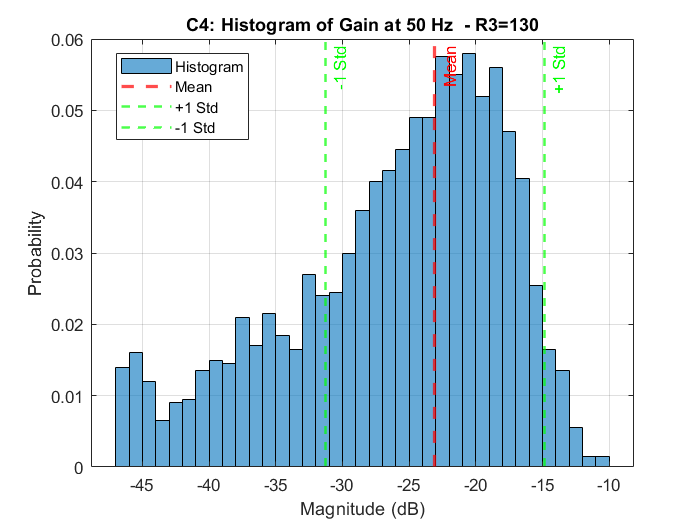 C4: Histogram of Gain at 50 Hz - R3=130
0.06
0.05
0.04
0.03
0.02
0.01
0
Probability
Histogram
Mean
+1 Std
-1 Std
-1 Std
Mean
+1 Std
-45
-40
-35
-30
-25
-20
-15
-10
Magnitude (dB)